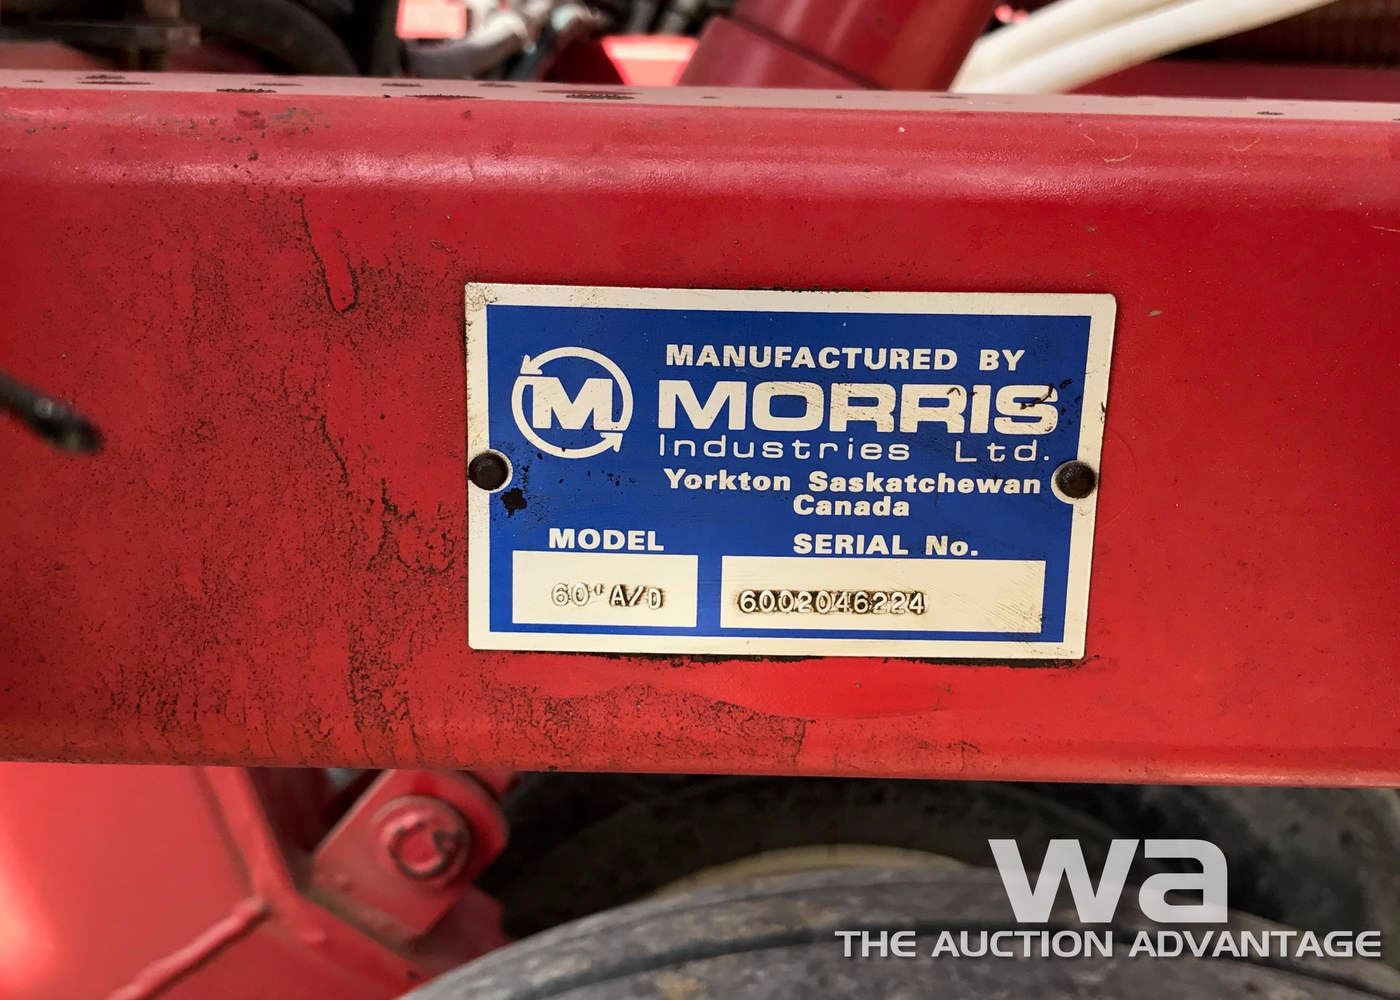 M
MANUFACTURED BY
MORRIS
Industries Ltd.
Yorkton Saskatchewan
Canada
MODEL
SERIAL No.
60'A/D
6002046224
wa
THE AUCTION ADVANTAGE